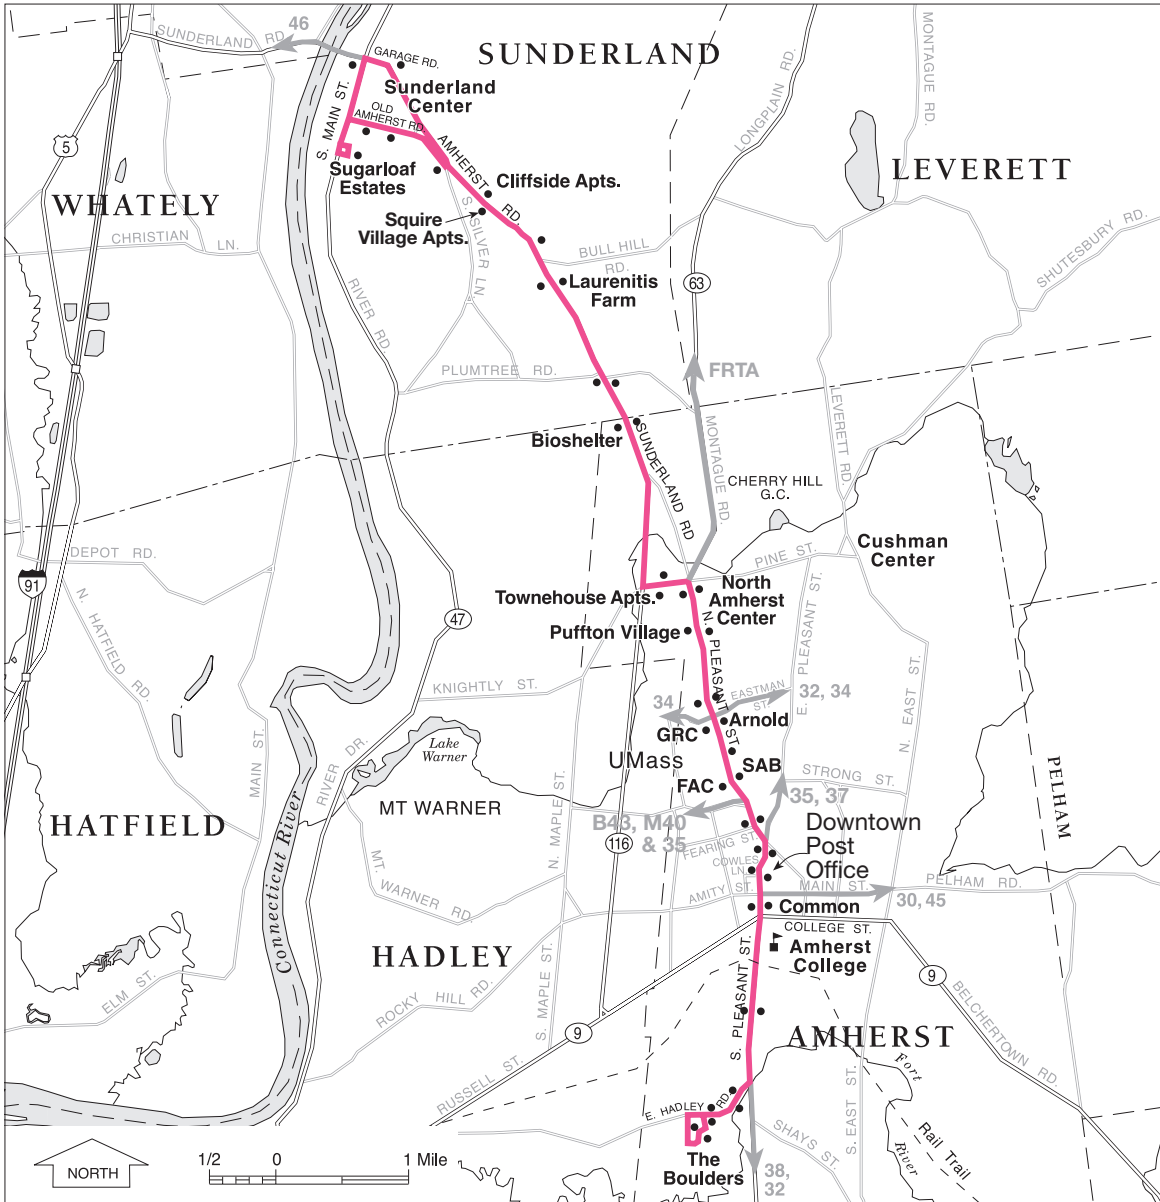 46
SUNDERLAND RD.
SUNDERLAND
GARAGE RD.
Sunderland
Center
S. MAIN ST.
OLD
AMHERST RD.
LONGPLAIN RD.
MONTAGUE RD.
5
AMHERST RD.
Sugarloaf
Estates
Cliffside Apts.
LEVERETT
WHATELY
Squire
Village Apts.
S. SILVER LN.
CHRISTIAN LN.
BULL HILL
RD.
SHUTESBURY RD.
Laurenitis
Farm
63
RIVER RD.
PLUMTREE RD.
FRTA
LEVERETT RD.
Bioshelter
SUNDERLAND RD
MONTAGUE RD.
CHERRY HILL
G.C.
Cushman
Center
DEPOT RD.
PINE ST.
91
N. HATFIELD RD.
47
Townehouse Apts.
North
Amherst
Center
Puffton Village
N. PLEASANT ST
E. PLEASANT ST.
N. EAST ST.
KNIGHTLY ST.
EASTMAN
ST.
32, 34
34
Arnold
GRC
MAIN ST.
RIVER DR.
Lake
Warner
UMass
SAB
STRONG ST.
PELHAM
FAC
35, 37
MT WARNER
N. MAPLE ST.
HATFIELD
B43, M40
& 35
116
FEARING ST.
Downtown
Post
Office
COWLES
LN.
MT.
WARNER RD.
AMITY ST.
MAIN ST.
PELHAM RD.
30, 45
Common
COLLEGE ST.
Connecticut River
HADLEY
Amherst
College
9
ELM ST.
ROCKY HILL RD.
S. MAPLE ST.
S. PLEASANT ST.
BELCHERTOWN RD.
9
AMHERST
RUSSELL ST.
Fort
River
E. HADLEY RD.
SHAYS ST.
S. EAST ST.
Rail Trail
NORTH
1/2 0 1 Mile
The
Boulders
38,
32